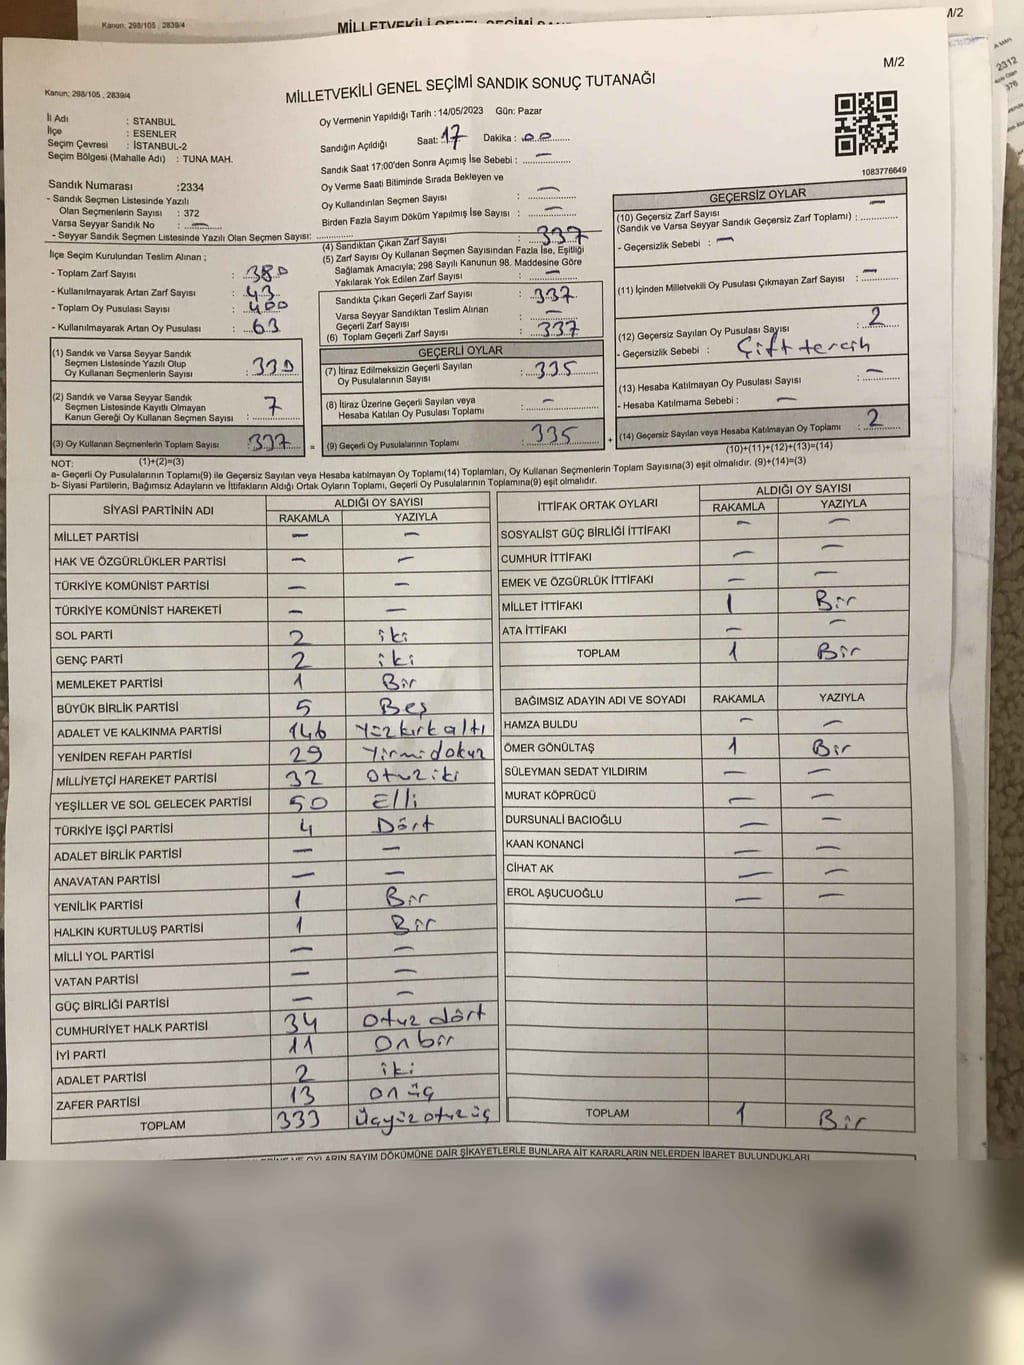 Kanun: 298/105 , 2839/4
M/2
Kanun: 298/105 , 2839/4
M/2
MİLLETVEKİLİ GENEL SEÇİMİ SANDIK SONUÇ TUTANAĞI
İl Adı : İSTANBUL
İlçe : ESENLER
Seçim Çevresi : İSTANBUL-2
Seçim Bölgesi (Mahalle Adı) : TUNA MAH.
Oy Vermenin Yapıldığı Tarih : 14/05/2023 Gün: Pazar
Sandığın Açıldığı Saat: 17 Dakika : 00
Sandık Saat 17:00'den Sonra Açımış İse Sebebi : —
Oy Verme Saati Bitiminde Sırada Bekleyen ve
Oy Kullandırılan Seçmen Sayısı : —
Birden Fazla Sayım Döküm Yapılmış İse Sayısı : —
1083776649
Sandık Numarası :2334
- Sandık Seçmen Listesinde Yazılı
Olan Seçmenlerin Sayısı : 372
Varsa Seyyar Sandık No : —
- Seyyar Sandık Seçmen Listesinde Yazılı Olan Seçmen Sayısı:
İlçe Seçim Kurulundan Teslim Alınan ;
- Toplam Zarf Sayısı : 380
- Kullanılmayarak Artan Zarf Sayısı : 43
- Toplam Oy Pusulası Sayısı : 400
- Kullanılmayarak Artan Oy Pusulası : 63
(1) Sandık ve Varsa Seyyar Sandık
Seçmen Listesinde Yazılı Olup
Oy Kullanan Seçmenlerin Sayısı : 330
(2) Sandık ve Varsa Seyyar Sandık
Seçmen Listesinde Kayıtlı Olmayan
Kanun Gereği Oy Kullanan Seçmen Sayısı : 7
(3) Oy Kullanan Seçmenlerin Toplam Sayısı : 337
(1)+(2)=(3)
(4) Sandıktan Çıkan Zarf Sayısı : 337
(5) Zarf Sayısı Oy Kullanan Seçmen Sayısından Fazla İse, Eşitliği
Sağlamak Amacıyla; 298 Sayılı Kanunun 98. Maddesine Göre
Yakılarak Yok Edilen Zarf Sayısı : —
Sandıkta Çıkan Geçerli Zarf Sayısı : 337
Varsa Seyyar Sandıktan Teslim Alınan
Geçerli Zarf Sayısı : —
(6) Toplam Geçerli Zarf Sayısı : 337
GEÇERLİ OYLAR
(7) İtiraz Edilmeksizin Geçerli Sayılan
Oy Pusulalarının Sayısı : 335
(8) İtiraz Üzerine Geçerli Sayılan veya
Hesaba Katılan Oy Pusulası Toplamı : —
= (9) Geçerli Oy Pusulalarının Toplamı : 335
GEÇERSİZ OYLAR
(10) Geçersiz Zarf Sayısı
(Sandık ve Varsa Seyyar Sandık Geçersiz Zarf Toplamı) : —
- Geçersizlik Sebebi : —
(11) İçinden Milletvekili Oy Pusulası Çıkmayan Zarf Sayısı : —
(12) Geçersiz Sayılan Oy Pusulası Sayısı : 2
- Geçersizlik Sebebi : Çift tercih
(13) Hesaba Katılmayan Oy Pusulası Sayısı : —
- Hesaba Katılmama Sebebi : —
+ (14) Geçersiz Sayılan veya Hesaba Katılmayan Oy Toplamı : 2
(10)+(11)+(12)+(13)=(14)
NOT:
a- Geçerli Oy Pusulalarının Toplamı(9) ile Geçersiz Sayılan veya Hesaba katılmayan Oy Toplamı(14) Toplamları, Oy Kullanan Seçmenlerin Toplam Sayısına(3) eşit olmalıdır. (9)+(14)=(3)
b- Siyasi Partilerin, Bağımsız Adayların ve İttifakların Aldığı Ortak Oyların Toplamı, Geçerli Oy Pusulalarının Toplamına(9) eşit olmalıdır.
SİYASİ PARTİNİN ADI ALDIĞI OY SAYISI
RAKAMLA YAZIYLA
MİLLET PARTİSİ — —
HAK VE ÖZGÜRLÜKLER PARTİSİ — —
TÜRKİYE KOMÜNİST PARTİSİ — —
TÜRKİYE KOMÜNİST HAREKETİ — —
SOL PARTİ 2 iki
GENÇ PARTİ 2 iki
MEMLEKET PARTİSİ 1 Bir
BÜYÜK BİRLİK PARTİSİ 5 Beş
ADALET VE KALKINMA PARTİSİ 146 Yüzkırkaltı
YENİDEN REFAH PARTİSİ 29 Yirmidokuz
MİLLİYETÇİ HAREKET PARTİSİ 32 Otuziki
YEŞİLLER VE SOL GELECEK PARTİSİ 50 Elli
TÜRKİYE İŞÇİ PARTİSİ 4 Dört
ADALET BİRLİK PARTİSİ — —
ANAVATAN PARTİSİ — —
YENİLİK PARTİSİ 1 Bir
HALKIN KURTULUŞ PARTİSİ 1 Bir
MİLLİ YOL PARTİSİ — —
VATAN PARTİSİ — —
GÜÇ BİRLİĞİ PARTİSİ — —
CUMHURİYET HALK PARTİSİ 34 Otuz dört
İYİ PARTİ 11 Onbir
ADALET PARTİSİ 2 iki
ZAFER PARTİSİ 13 on üç
TOPLAM 333 Üçyüzotuzüç
İTTİFAK ORTAK OYLARI ALDIĞI OY SAYISI
RAKAMLA YAZIYLA
SOSYALİST GÜÇ BİRLİĞİ İTTİFAKI — —
CUMHUR İTTİFAKI — —
EMEK VE ÖZGÜRLÜK İTTİFAKI — —
MİLLET İTTİFAKI 1 Bir
ATA İTTİFAKI — —
TOPLAM 1 Bir
BAĞIMSIZ ADAYIN ADI VE SOYADI RAKAMLA YAZIYLA
HAMZA BULDU — —
ÖMER GÖNÜLTAŞ 1 Bir
SÜLEYMAN SEDAT YILDIRIM — —
MURAT KÖPRÜCÜ — —
DURSUNALİ BACIOĞLU — —
KAAN KONANCİ — —
CİHAT AK — —
EROL AŞUCUOĞLU — —
TOPLAM 1 Bir
OYLARIN SAYIM DÖKÜMÜNE DAİR ŞİKAYETLERLE BUNLARA AİT KARARLARIN NELERDEN İBARET BULUNDUKLARI